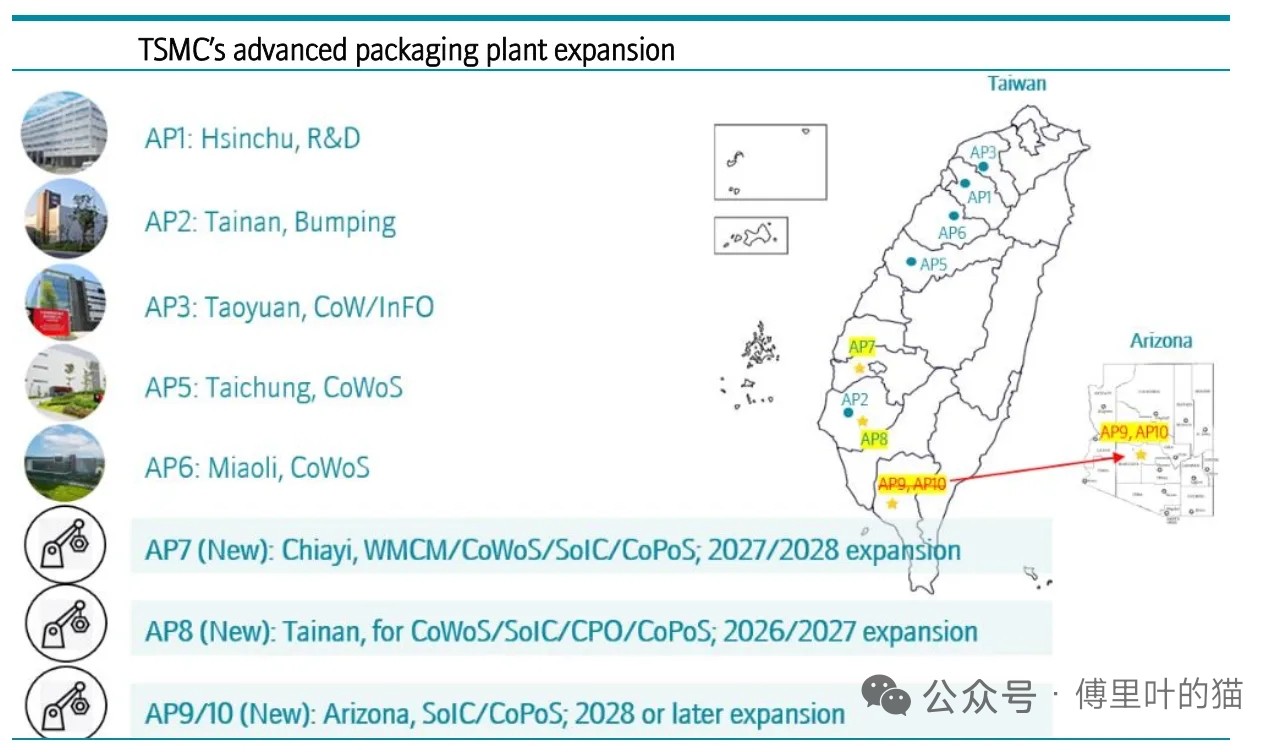 TSMC's advanced packaging plant expansion
Taiwan
AP1: Hsinchu, R&D
AP2: Tainan, Bumping
AP3: Taoyuan, CoW/InFO
AP5: Taichung, CoWoS
AP6: Miaoli, CoWoS
AP7 (New): Chiayi, WMCM/CoWoS/SoIC/CoPoS; 2027/2028 expansion
AP8 (New): Tainan, for CoWoS/SoIC/CPO/CoPoS; 2026/2027 expansion
AP9/10 (New): Arizona, SoIC/CoPoS; 2028 or later expansion
AP3
AP1
AP6
AP5
AP7
AP2
AP8
AP9, AP10
Arizona
AP9, AP10
公众号 · 傅里叶的猫